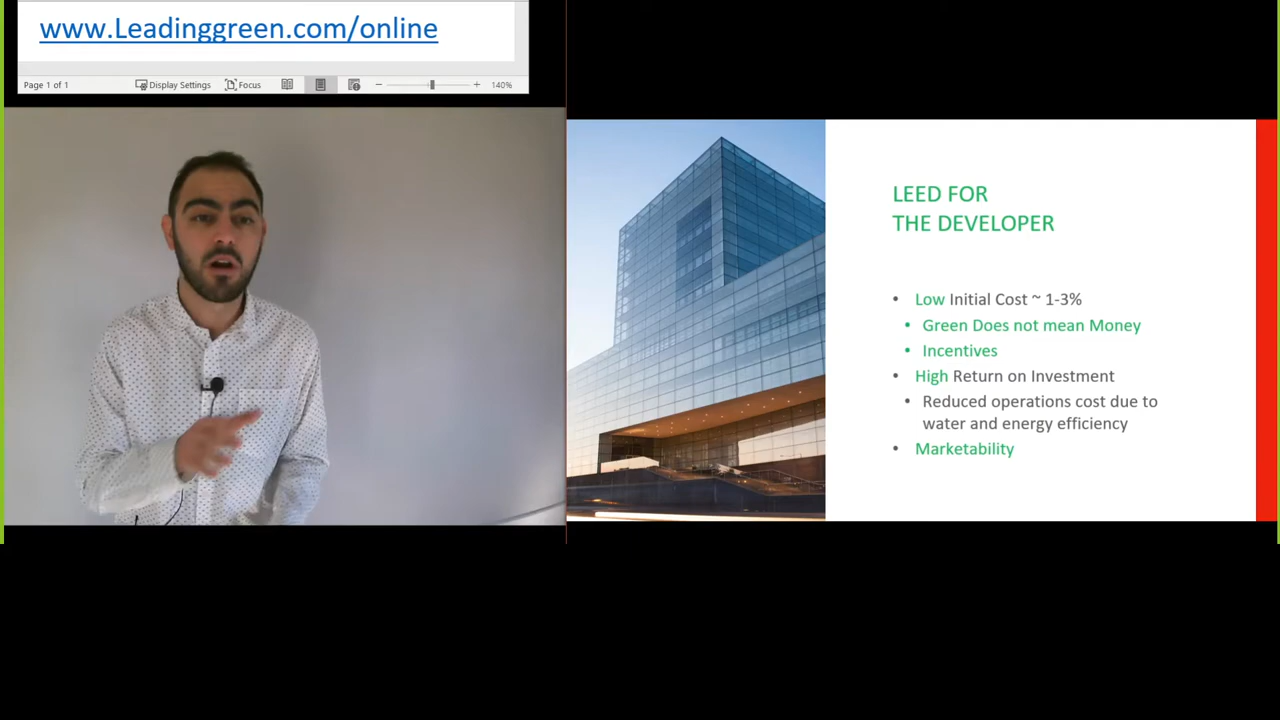 www.Leadinggreen.com/online
Page 1 of 1 Display Settings Focus 140%
LEED FOR
THE DEVELOPER
• Low Initial Cost ~ 1-3%
• Green Does not mean Money
• Incentives
• High Return on Investment
• Reduced operations cost due to
water and energy efficiency
• Marketability